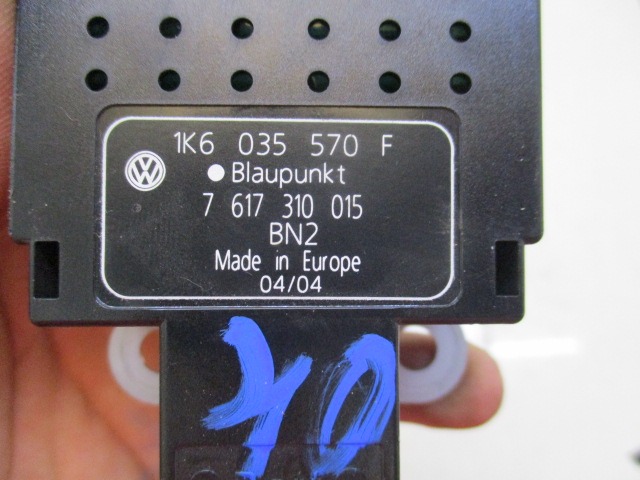 1K6 035 570 F
Blaupunkt
7 617 310 015
BN2
Made in Europe
04/04
70